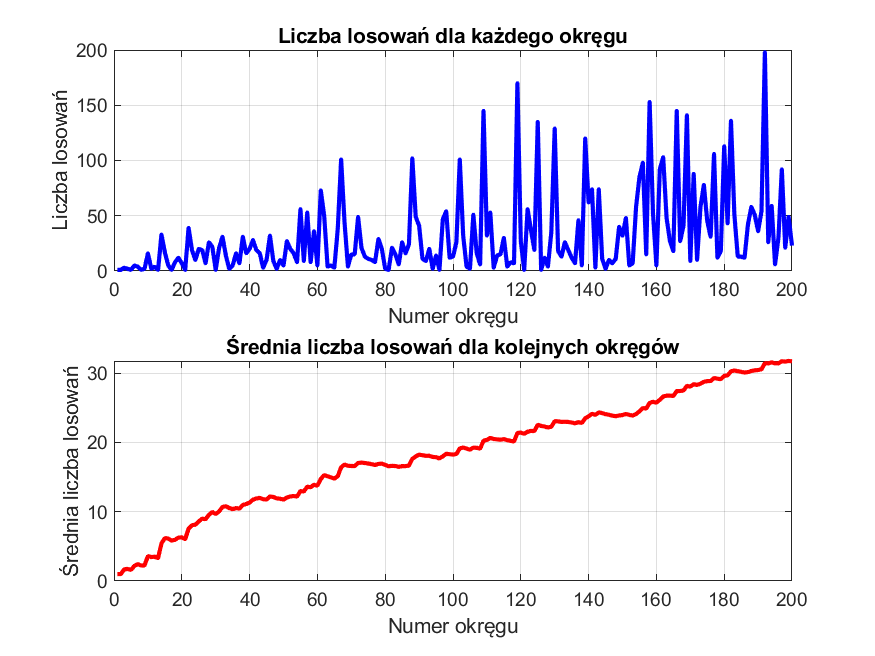 Liczba losowań dla każdego okręgu
Liczba losowań
200
150
100
50
0
0 20 40 60 80 100 120 140 160 180 200
Numer okręgu
Średnia liczba losowań dla kolejnych okręgów
Średnia liczba losowań
30
20
10
0
0 20 40 60 80 100 120 140 160 180 200
Numer okręgu